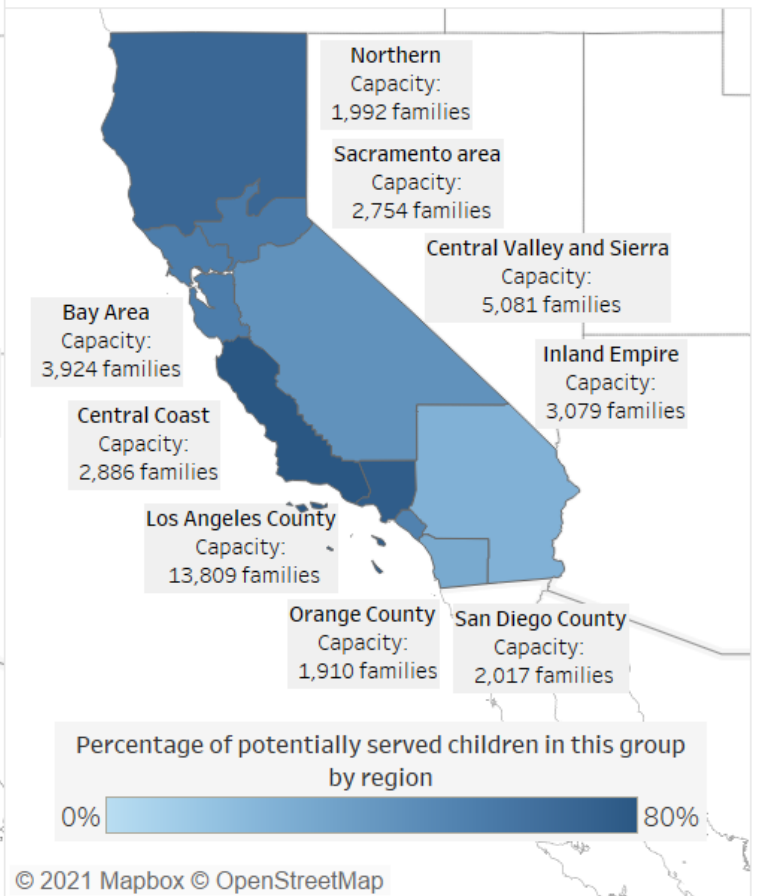 Northern
Capacity:
1,992 families
Sacramento area
Capacity:
2,754 families
Central Valley and Sierra
Capacity:
5,081 families
Bay Area
Capacity:
3,924 families
Inland Empire
Capacity:
3,079 families
Central Coast
Capacity:
2,886 families
Los Angeles County
Capacity:
13,809 families
Orange County
Capacity:
1,910 families
San Diego County
Capacity:
2,017 families
Percentage of potentially served children in this group
by region
0%
80%
© 2021 Mapbox © OpenStreetMap